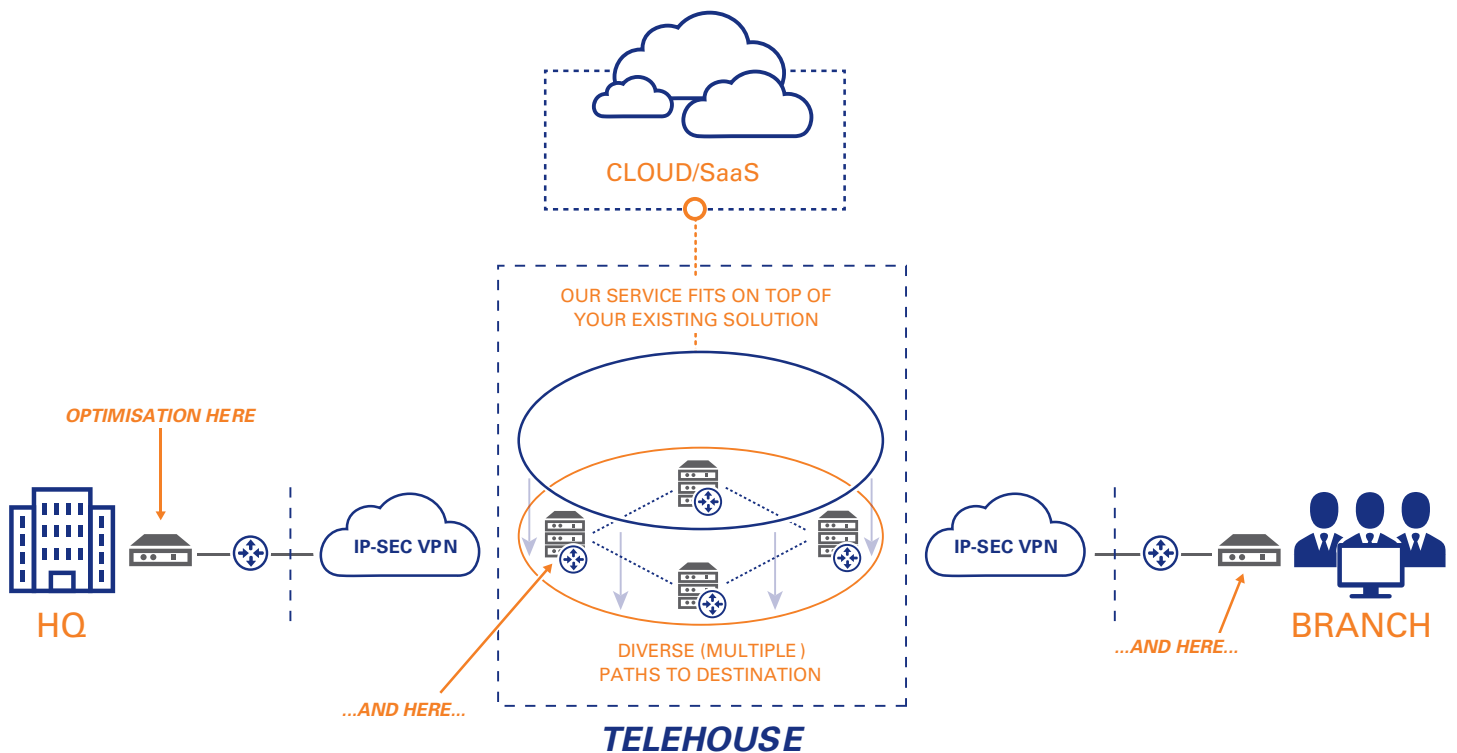 CLOUD/SaaS
OUR SERVICE FITS ON TOP OF
YOUR EXISTING SOLUTION
OPTIMISATION HERE
IP-SEC VPN
IP-SEC VPN
HQ
BRANCH
...AND HERE...
DIVERSE (MULTIPLE)
PATHS TO DESTINATION
...AND HERE...
TELEHOUSE